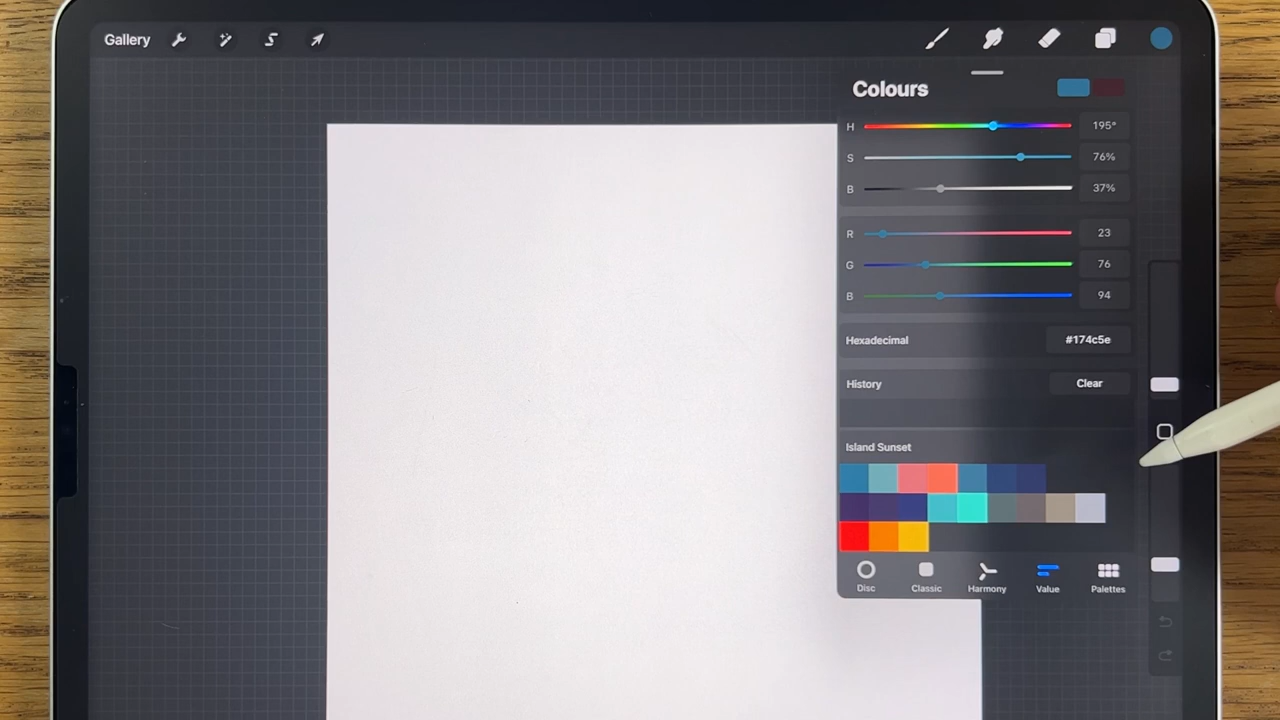 Gallery
Colours
H 195°
S 76%
B 37%
R 23
G 76
B 94
Hexadecimal #174c5e
History Clear
Island Sunset
Disc Classic Harmony Value Palettes